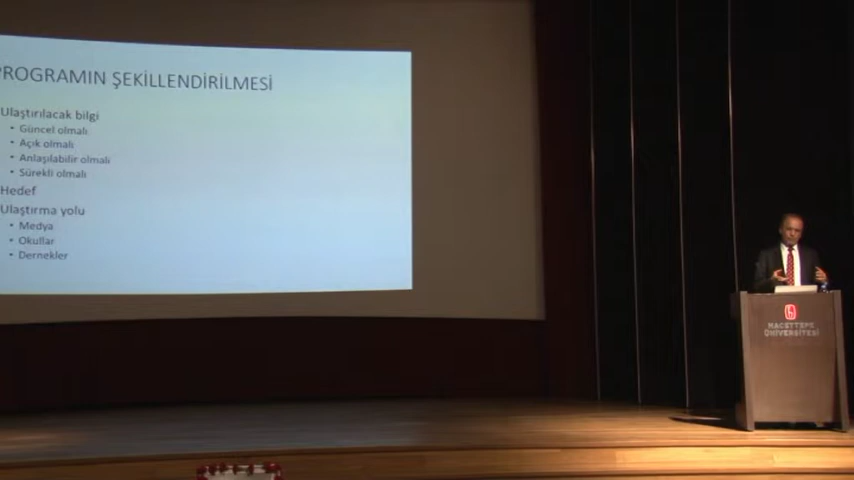 PROGRAMIN ŞEKİLLENDİRİLMESİ
Ulaştırılacak bilgi
• Güncel olmalı
• Açık olmalı
• Anlaşılabilir olmalı
• Sürekli olmalı
Hedef
Ulaştırma yolu
• Medya
• Okullar
• Dernekler
HACETTEPE
ÜNİVERSİTESİ